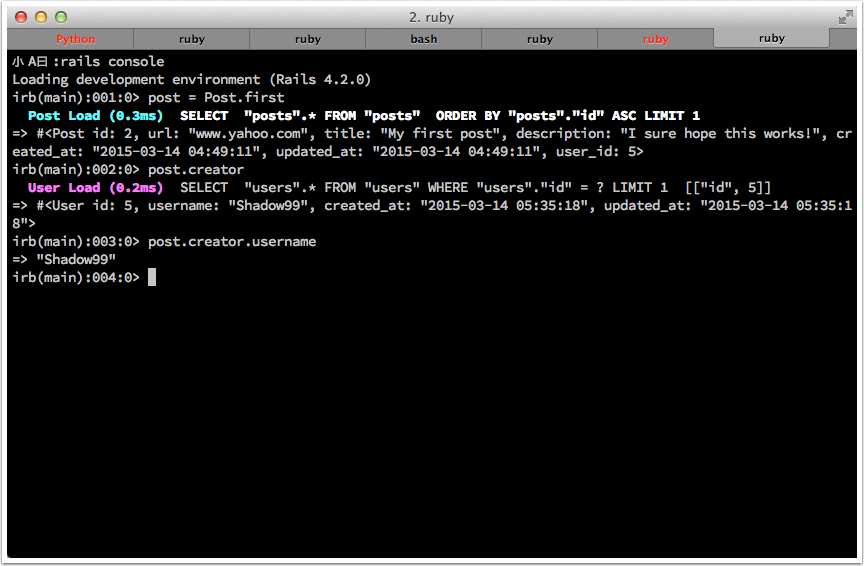 2. ruby
Python ruby ruby bash ruby ruby ruby
小 A日 :rails console
Loading development environment (Rails 4.2.0)
irb(main):001:0> post = Post.first
  Post Load (0.3ms)  SELECT  "posts".* FROM "posts"  ORDER BY "posts"."id" ASC LIMIT 1
=> #<Post id: 2, url: "www.yahoo.com", title: "My first post", description: "I sure hope this works!", cr
eated_at: "2015-03-14 04:49:11", updated_at: "2015-03-14 04:49:11", user_id: 5>
irb(main):002:0> post.creator
  User Load (0.2ms)  SELECT  "users".* FROM "users" WHERE "users"."id" = ? LIMIT 1  [["id", 5]]
=> #<User id: 5, username: "Shadow99", created_at: "2015-03-14 05:35:18", updated_at: "2015-03-14 05:35:1
8">
irb(main):003:0> post.creator.username
=> "Shadow99"
irb(main):004:0>